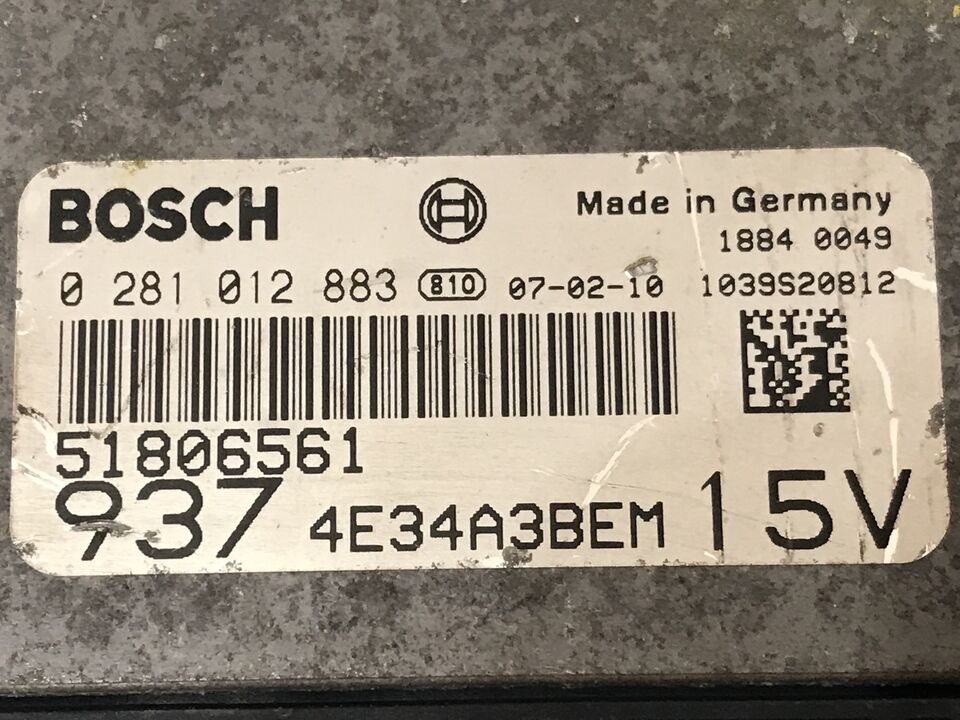 BOSCH Made in Germany
1884 0049
0 281 012 883 810 07-02-10 1039S20812
51806561
937 4E34A3BEM 15V